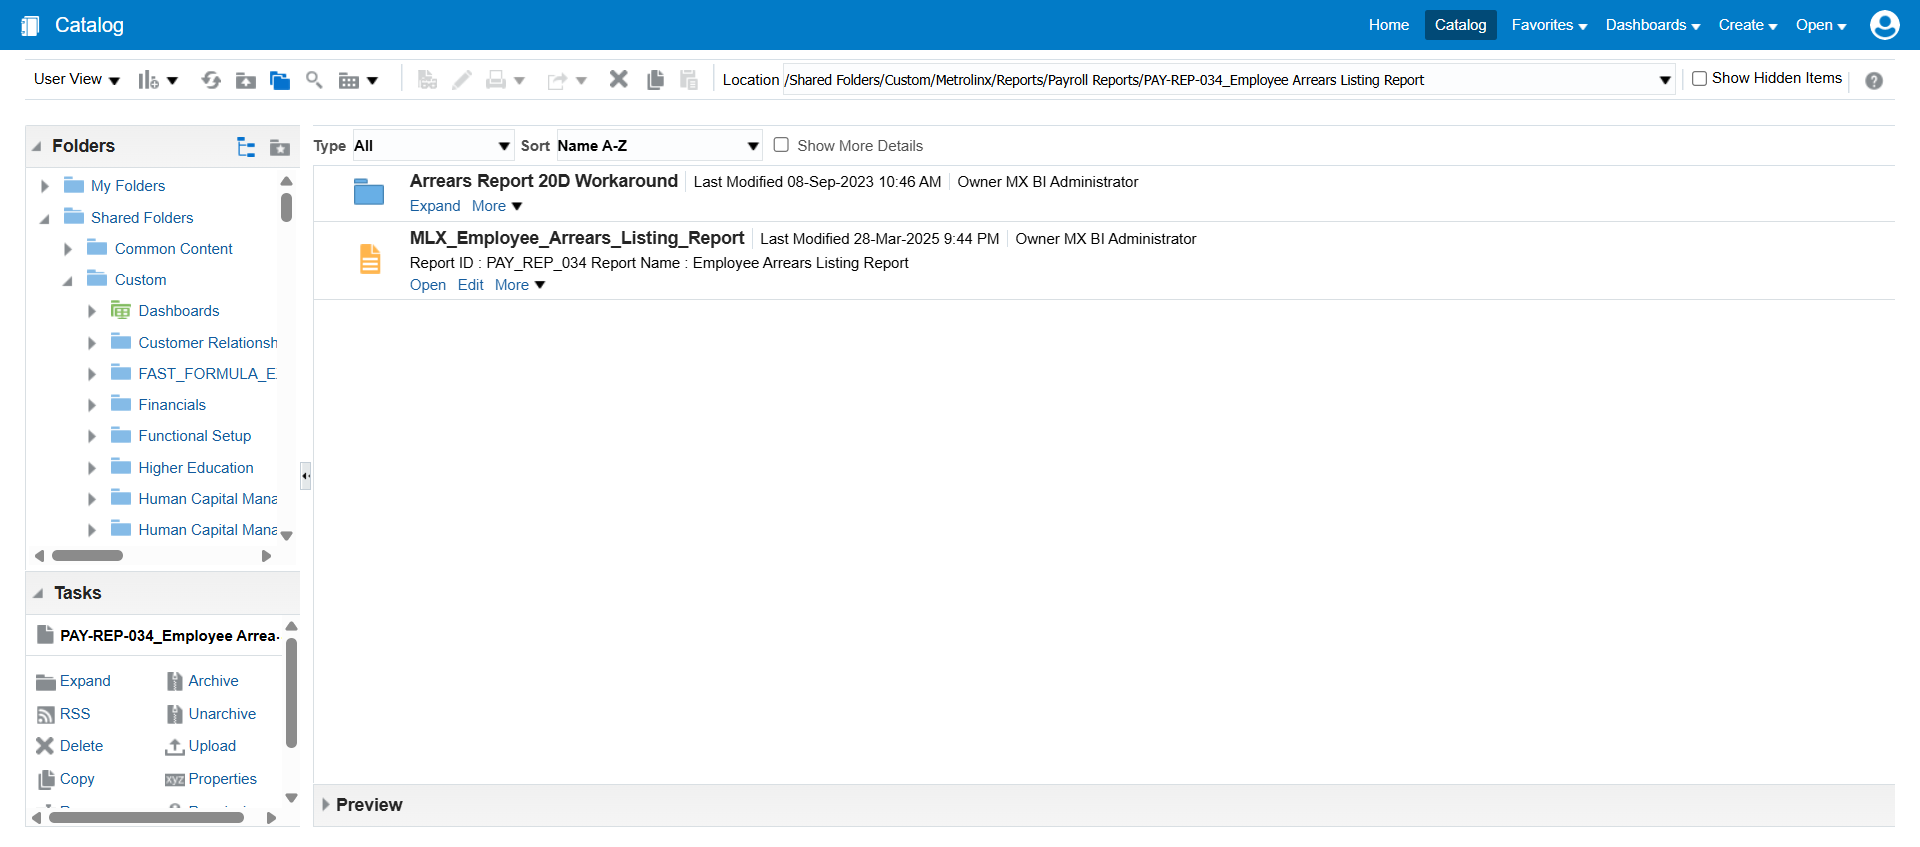 Catalog
Home Catalog Favorites Dashboards Create Open
User View
Location /Shared Folders/Custom/Metrolinx/Reports/Payroll Reports/PAY-REP-034_Employee Arrears Listing Report
Show Hidden Items
Folders
My Folders
Shared Folders
Common Content
Custom
Dashboards
Customer Relationsh
FAST_FORMULA_E
Financials
Functional Setup
Higher Education
Human Capital Mana
Human Capital Mana
Tasks
PAY-REP-034_Employee Arrea
Expand Archive
RSS Unarchive
Delete Upload
Copy xyz Properties
Type All Sort Name A-Z Show More Details
Arrears Report 20D Workaround Last Modified 08-Sep-2023 10:46 AM Owner MX BI Administrator
Expand More
MLX_Employee_Arrears_Listing_Report Last Modified 28-Mar-2025 9:44 PM Owner MX BI Administrator
Report ID : PAY_REP_034 Report Name : Employee Arrears Listing Report
Open Edit More
Preview